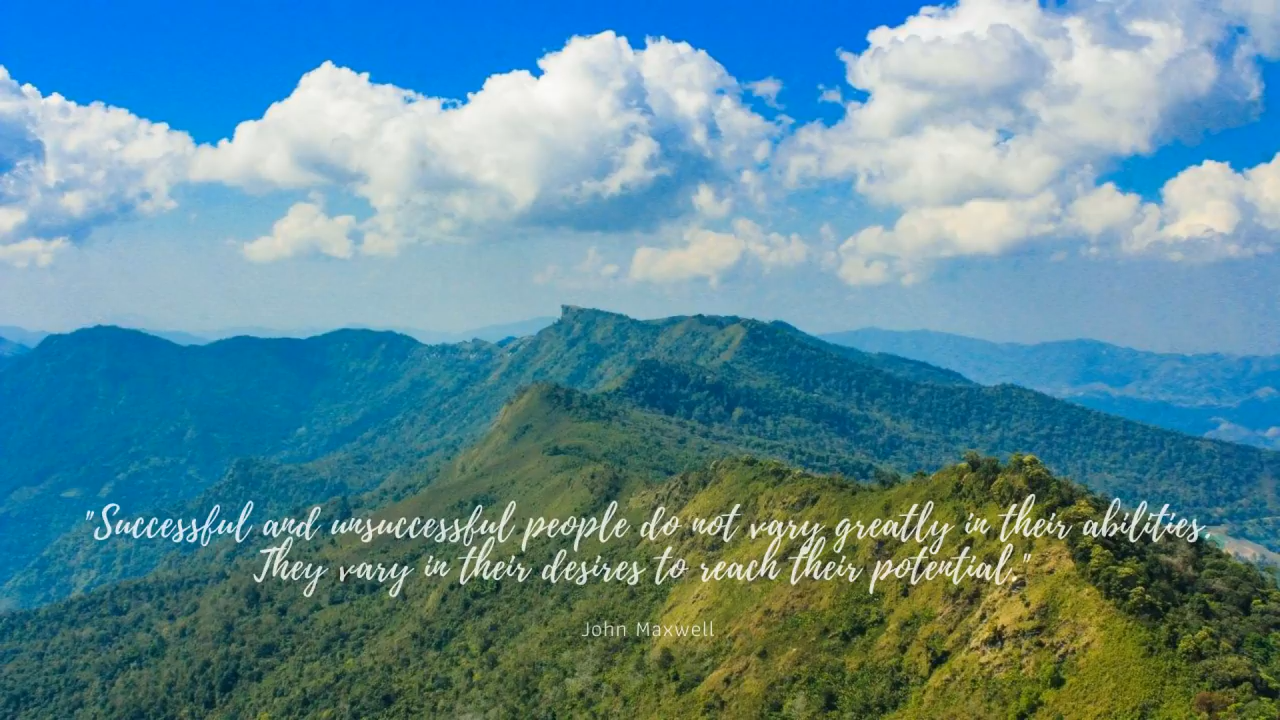 "Successful and unsuccessful people do not vary greatly in their abilities.
They vary in their desires to reach their potential."
John Maxwell